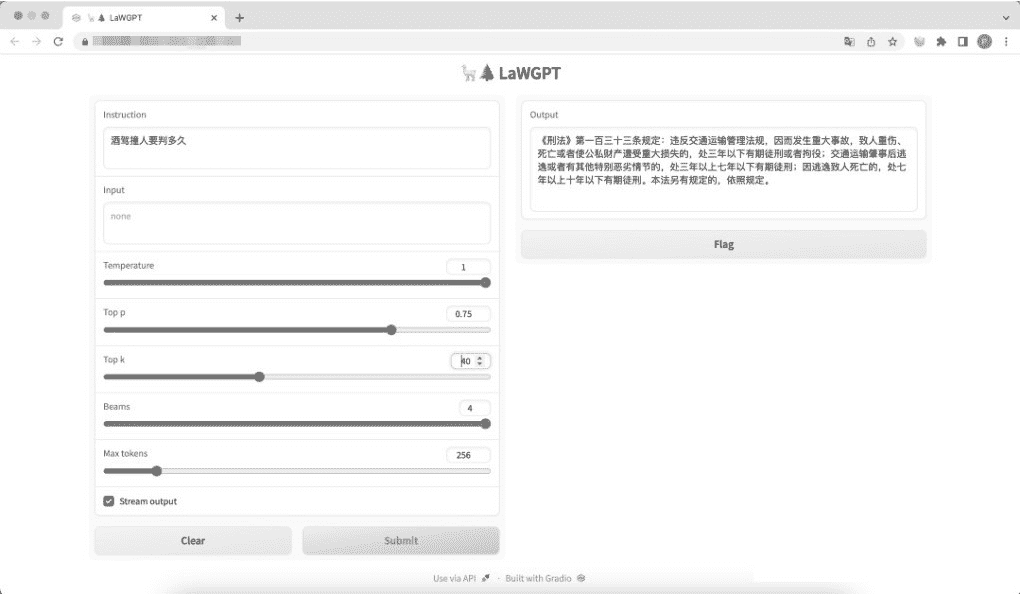 LaWGPT
LaWGPT
Instruction
酒驾撞人要判多久
Input
none
Temperature
1
Top p
0.75
Top k
40
Beams
4
Max tokens
256
Stream output
Clear
Submit
Output
《刑法》第一百三十三条规定：违反交通运输管理法规，因而发生重大事故，致人重伤、
死亡或者使公私财产遭受重大损失的，处三年以下有期徒刑或者拘役；交通运输肇事后逃
逸或者有其他特别恶劣情节的，处三年以上七年以下有期徒刑；因逃逸致人死亡的，处七
年以上十年以下有期徒刑。本法另有规定的，依照规定。
Flag
Use via API · Built with Gradio